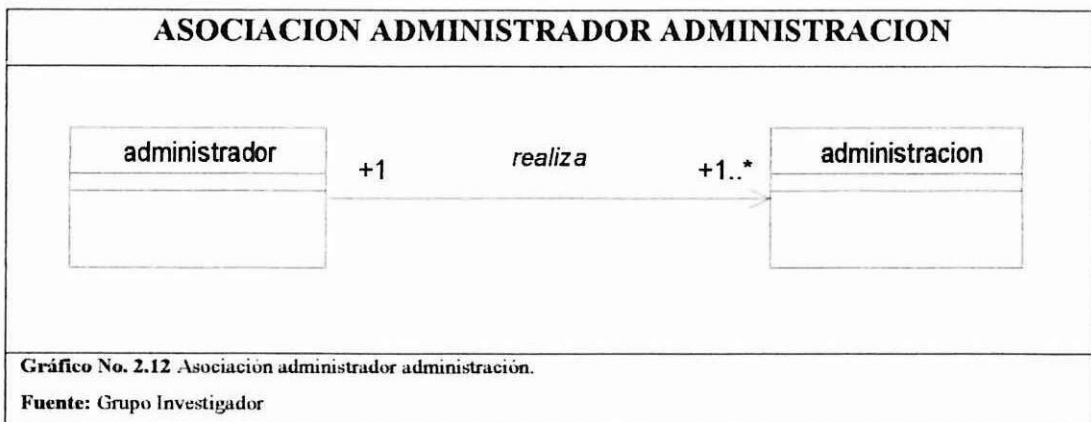 ASOCIACION ADMINISTRADOR ADMINISTRACION
administrador
+1
realiza
+1..*
administracion
Gráfico No. 2.12 Asociación administrador administración.
Fuente: Grupo Investigador